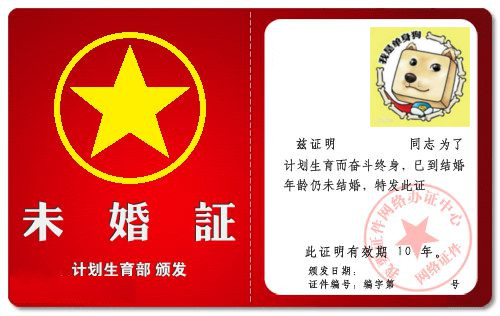 未婚証
计划生育部 颁发
我是单身狗
兹证明 同志为了
计划生育而奋斗终身，已到结婚
年龄仍未结婚，特发此证
此证明有效期 10 年。
颁发日期：
证件编号：编字第 号
证件网络办证中心
网络证件